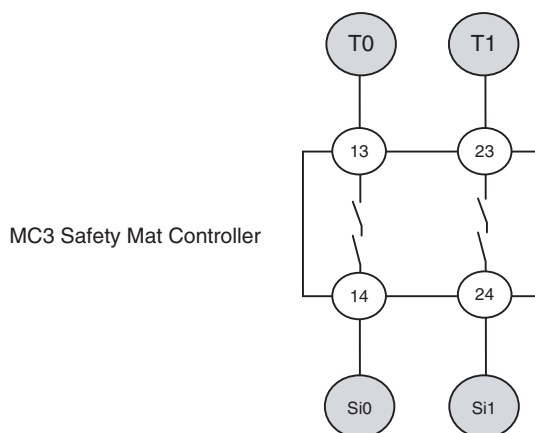 T0 T1
13 23
MC3 Safety Mat Controller
14 24
Si0 Si1